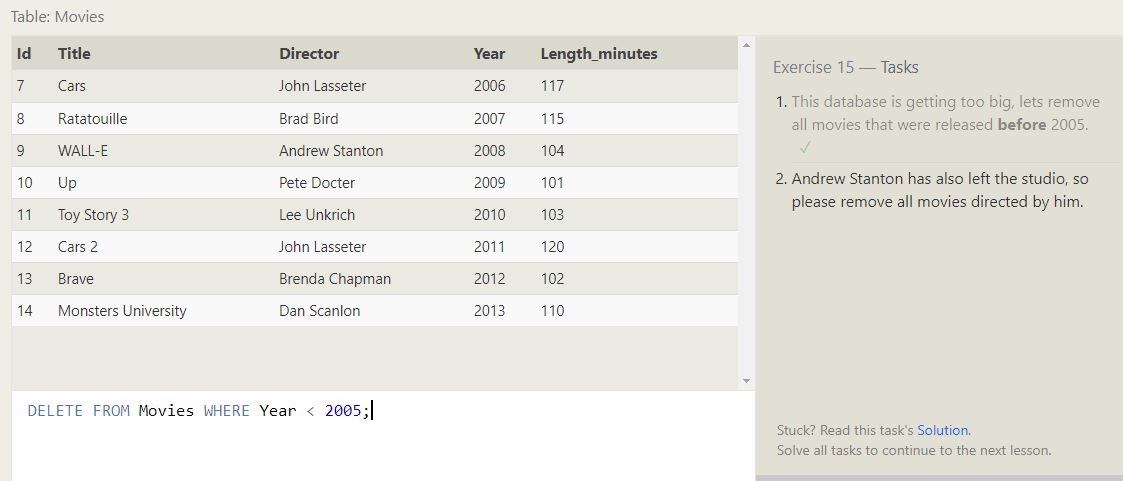 Table: Movies
Id Title Director Year Length_minutes
7 Cars John Lasseter 2006 117
8 Ratatouille Brad Bird 2007 115
9 WALL-E Andrew Stanton 2008 104
10 Up Pete Docter 2009 101
11 Toy Story 3 Lee Unkrich 2010 103
12 Cars 2 John Lasseter 2011 120
13 Brave Brenda Chapman 2012 102
14 Monsters University Dan Scanlon 2013 110
DELETE FROM Movies WHERE Year < 2005;
Exercise 15 — Tasks
1. This database is getting too big, lets remove
all movies that were released before 2005.
✓
2. Andrew Stanton has also left the studio, so
please remove all movies directed by him.
Stuck? Read this task's Solution.
Solve all tasks to continue to the next lesson.